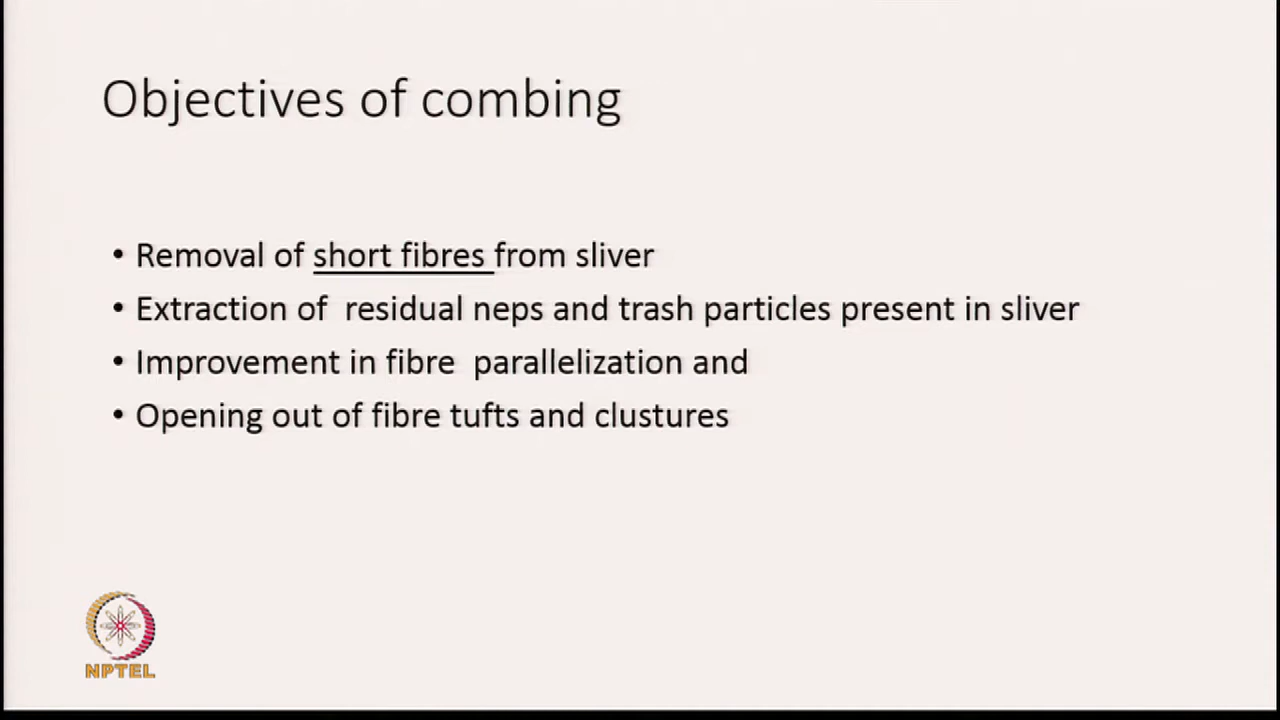 Objectives of combing
• Removal of short fibres from sliver
• Extraction of residual neps and trash particles present in sliver
• Improvement in fibre parallelization and
• Opening out of fibre tufts and clustures
NPTEL